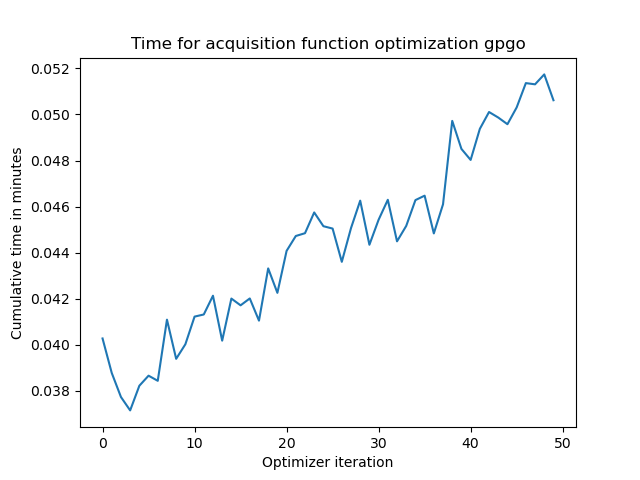 Time for acquisition function optimization gpgo
0.052
0.050
0.048
0.046
0.044
0.042
0.040
0.038
Cumulative time in minutes
0 10 20 30 40 50
Optimizer iteration